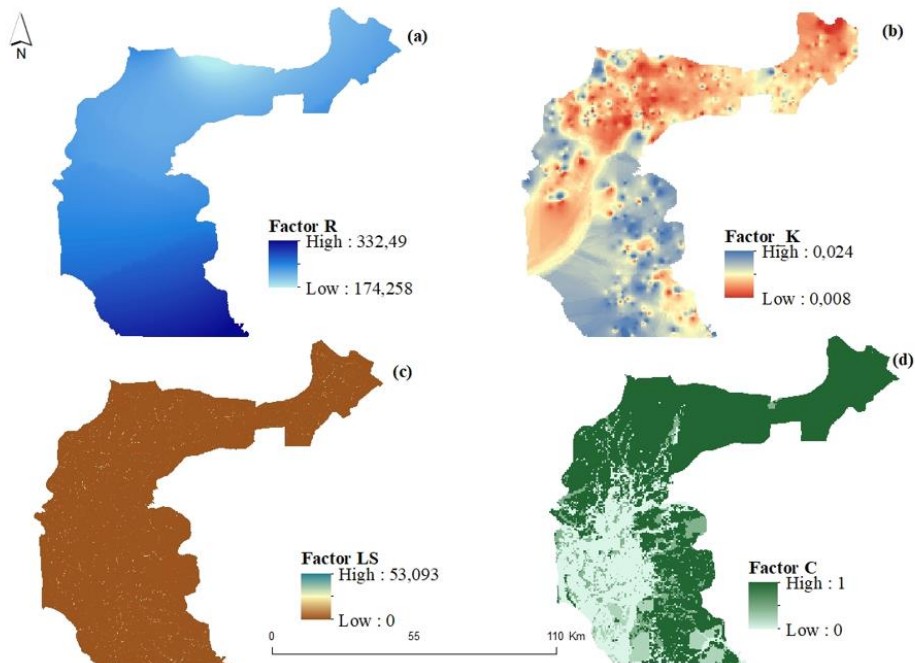 N
(a)
Factor R
High : 332,49
Low : 174,258
(b)
Factor_K
High : 0,024
Low : 0,008
(c)
Factor LS
High : 53,093
Low : 0
(d)
Factor C
High : 1
Low : 0
0 55 110 Km